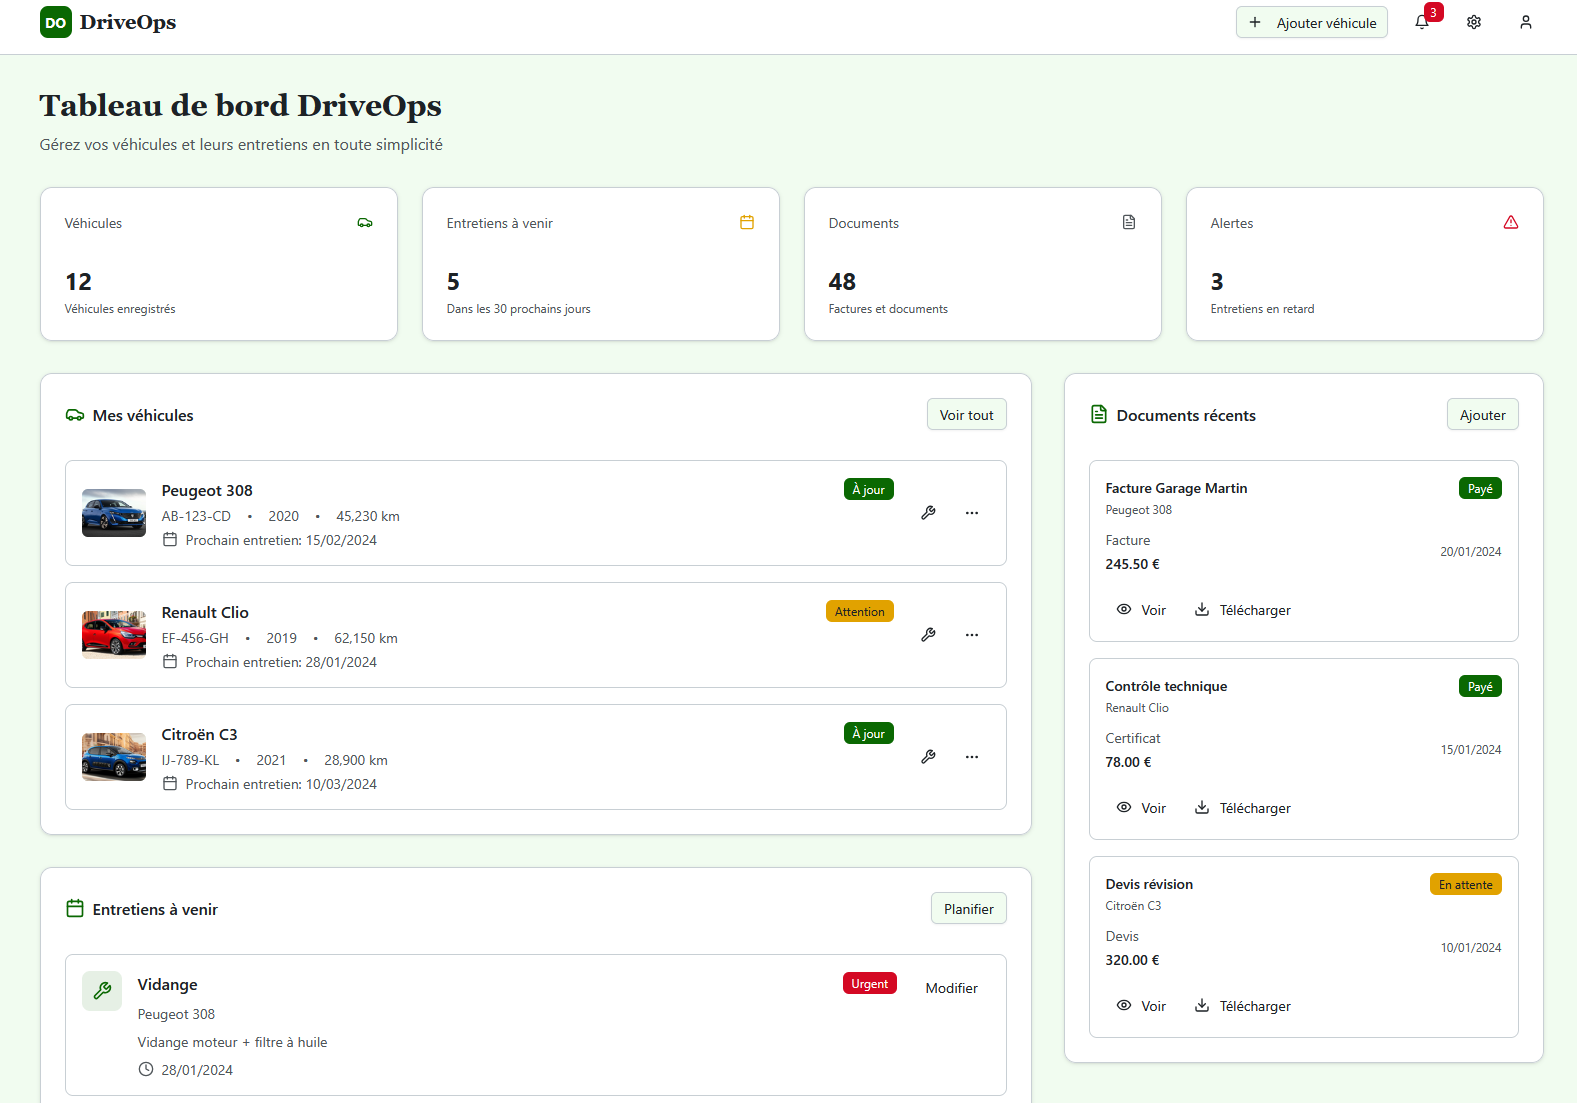 DO DriveOps
Ajouter véhicule
3
Tableau de bord DriveOps
Gérez vos véhicules et leurs entretiens en toute simplicité
Véhicules
12
Véhicules enregistrés
Entretiens à venir
5
Dans les 30 prochains jours
Documents
48
Factures et documents
Alertes
3
Entretiens en retard
Mes véhicules
Voir tout
Peugeot 308
À jour
AB-123-CD • 2020 • 45,230 km
Prochain entretien: 15/02/2024
Renault Clio
Attention
EF-456-GH • 2019 • 62,150 km
Prochain entretien: 28/01/2024
Citroën C3
À jour
IJ-789-KL • 2021 • 28,900 km
Prochain entretien: 10/03/2024
Entretiens à venir
Planifier
Vidange
Urgent
Modifier
Peugeot 308
Vidange moteur + filtre à huile
28/01/2024
Documents récents
Ajouter
Facture Garage Martin
Payé
Peugeot 308
Facture
245.50 €
20/01/2024
Voir
Télécharger
Contrôle technique
Payé
Renault Clio
Certificat
78.00 €
15/01/2024
Voir
Télécharger
Devis révision
En attente
Citroën C3
Devis
320.00 €
10/01/2024
Voir
Télécharger